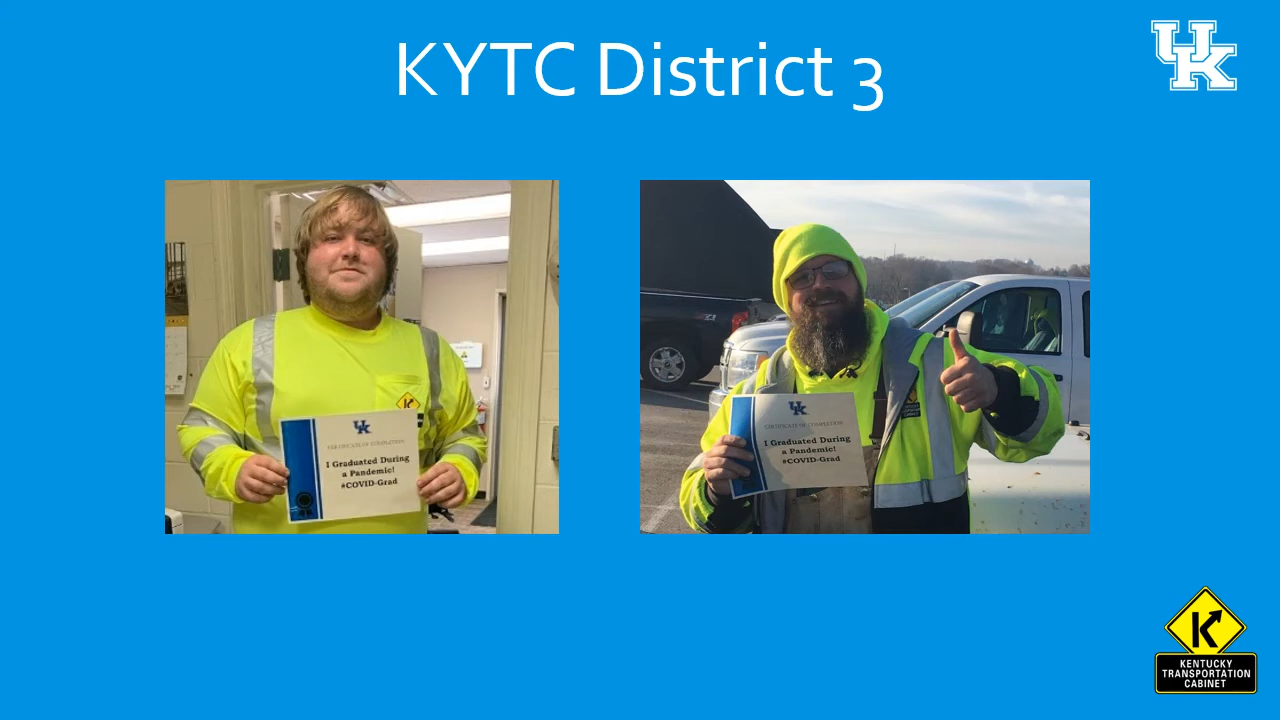 KYTC District 3
UK
UK
CERTIFICATE OF COMPLETION
I Graduated During
a Pandemic!
#COVID-Grad
UK
CERTIFICATE OF COMPLETION
I Graduated During
a Pandemic!
#COVID-Grad
K
KENTUCKY
TRANSPORTATION
CABINET